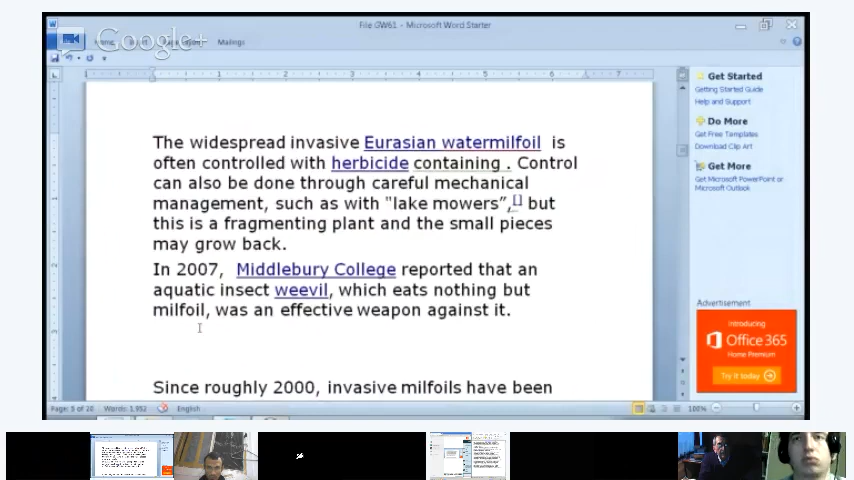 File GW61 - Microsoft Word Starter
Google+
Mailings
The widespread invasive Eurasian watermilfoil is
often controlled with herbicide containing . Control
can also be done through careful mechanical
management, such as with "lake mowers”,[] but
this is a fragmenting plant and the small pieces
may grow back.
In 2007, Middlebury College reported that an
aquatic insect weevil, which eats nothing but
milfoil, was an effective weapon against it.
Since roughly 2000, invasive milfoils have been
Get Started
Getting Started Guide
Help and Support
Do More
Get Free Templates
Download Clip Art
Get More
Get Microsoft PowerPoint or
Microsoft Outlook
Advertisement
Introducing
Office 365
Home Premium
Try it today
Page: 5 of 20 Words: 1,952 English
100%